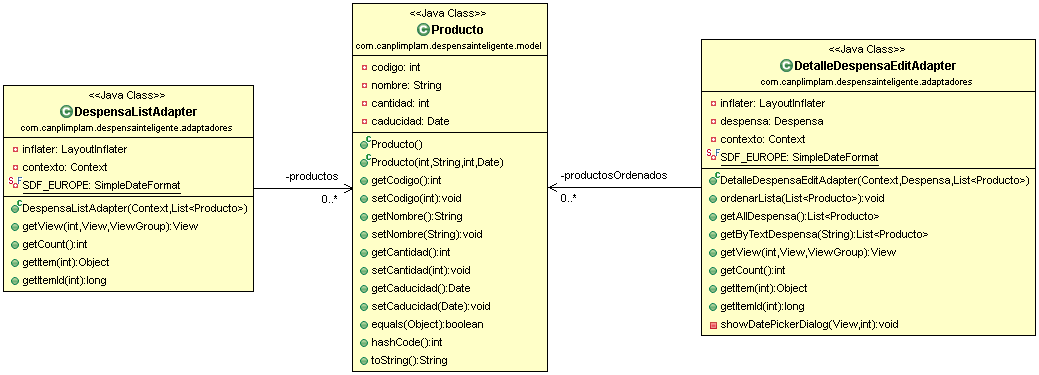 <<Java Class>>
DespensaListAdapter
com.canplimplam.despensainteligente.adaptadores
inflater: LayoutInflater
contexto: Context
SDF_EUROPE: SimpleDateFormat
DespensaListAdapter(Context,List<Producto>)
getView(int,View,ViewGroup):View
getCount():int
getItem(int):Object
getItemId(int):long
-productos
0..*
<<Java Class>>
Producto
com.canplimplam.despensainteligente.model
codigo: int
nombre: String
cantidad: int
caducidad: Date
Producto()
Producto(int,String,int,Date)
getCodigo():int
setCodigo(int):void
getNombre():String
setNombre(String):void
getCantidad():int
setCantidad(int):void
getCaducidad():Date
setCaducidad(Date):void
equals(Object):boolean
hashCode():int
toString():String
-productosOrdenados
0..*
<<Java Class>>
DetalleDespensaEditAdapter
com.canplimplam.despensainteligente.adaptadores
inflater: LayoutInflater
despensa: Despensa
contexto: Context
SDF_EUROPE: SimpleDateFormat
DetalleDespensaEditAdapter(Context,Despensa,List<Producto>)
ordenarLista(List<Producto>):void
getAllDespensa():List<Producto>
getByTextDespensa(String):List<Producto>
getView(int,View,ViewGroup):View
getCount():int
getItem(int):Object
getItemId(int):long
showDatePickerDialog(View,int):void